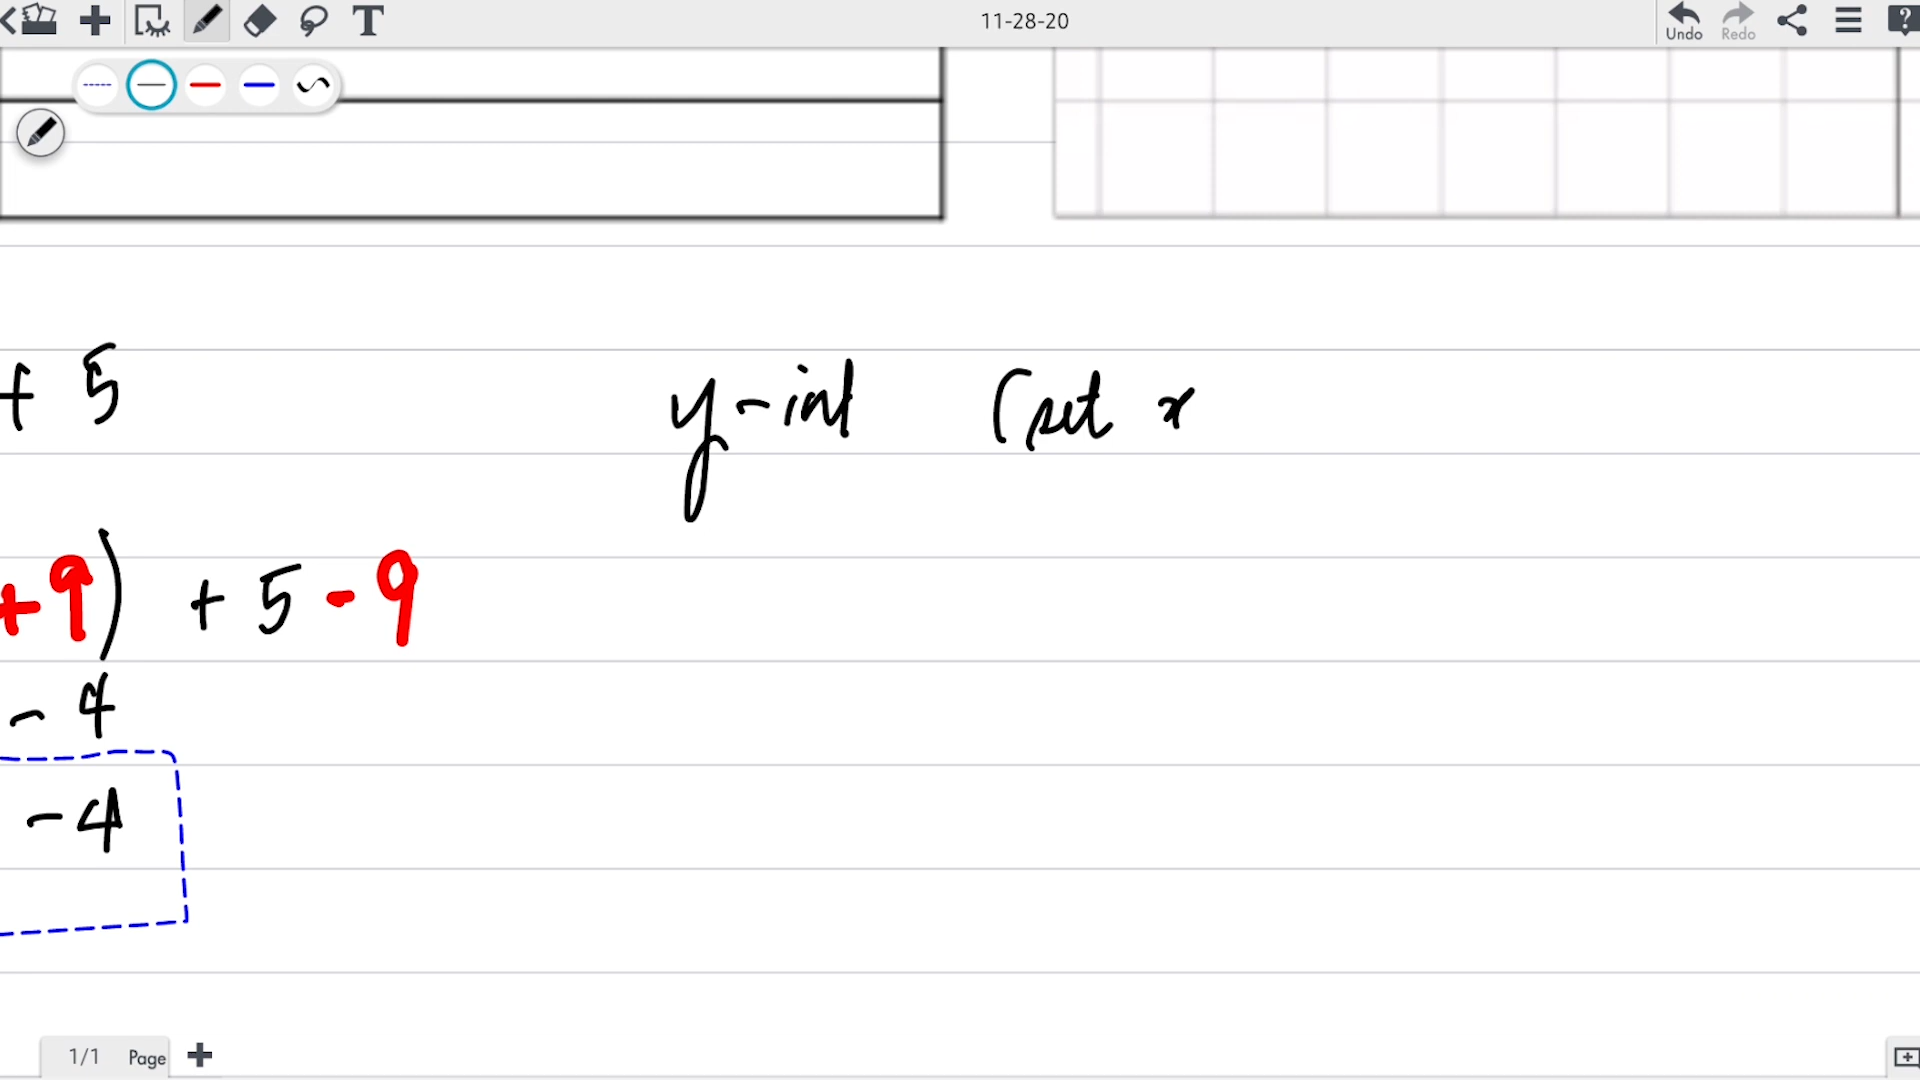 11-28-20
Undo
Redo
T
?
+ 5
y-int (set x
+9) + 5 - 9
- 4
- 4
1/1 Page +